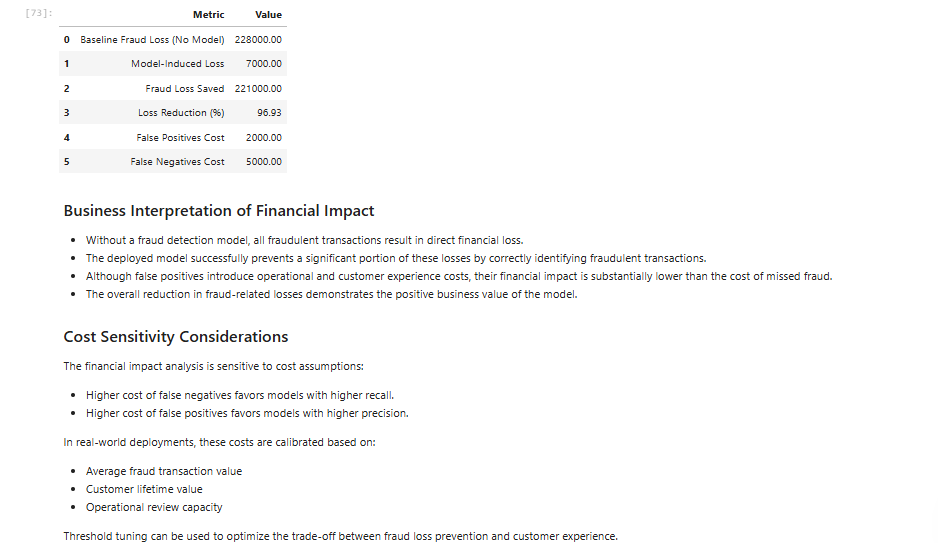 [73]:
Metric Value
0 Baseline Fraud Loss (No Model) 228000.00
1 Model-Induced Loss 7000.00
2 Fraud Loss Saved 221000.00
3 Loss Reduction (%) 96.93
4 False Positives Cost 2000.00
5 False Negatives Cost 5000.00
Business Interpretation of Financial Impact
• Without a fraud detection model, all fraudulent transactions result in direct financial loss.
• The deployed model successfully prevents a significant portion of these losses by correctly identifying fraudulent transactions.
• Although false positives introduce operational and customer experience costs, their financial impact is substantially lower than the cost of missed fraud.
• The overall reduction in fraud-related losses demonstrates the positive business value of the model.
Cost Sensitivity Considerations
The financial impact analysis is sensitive to cost assumptions:
• Higher cost of false negatives favors models with higher recall.
• Higher cost of false positives favors models with higher precision.
In real-world deployments, these costs are calibrated based on:
• Average fraud transaction value
• Customer lifetime value
• Operational review capacity
Threshold tuning can be used to optimize the trade-off between fraud loss prevention and customer experience.